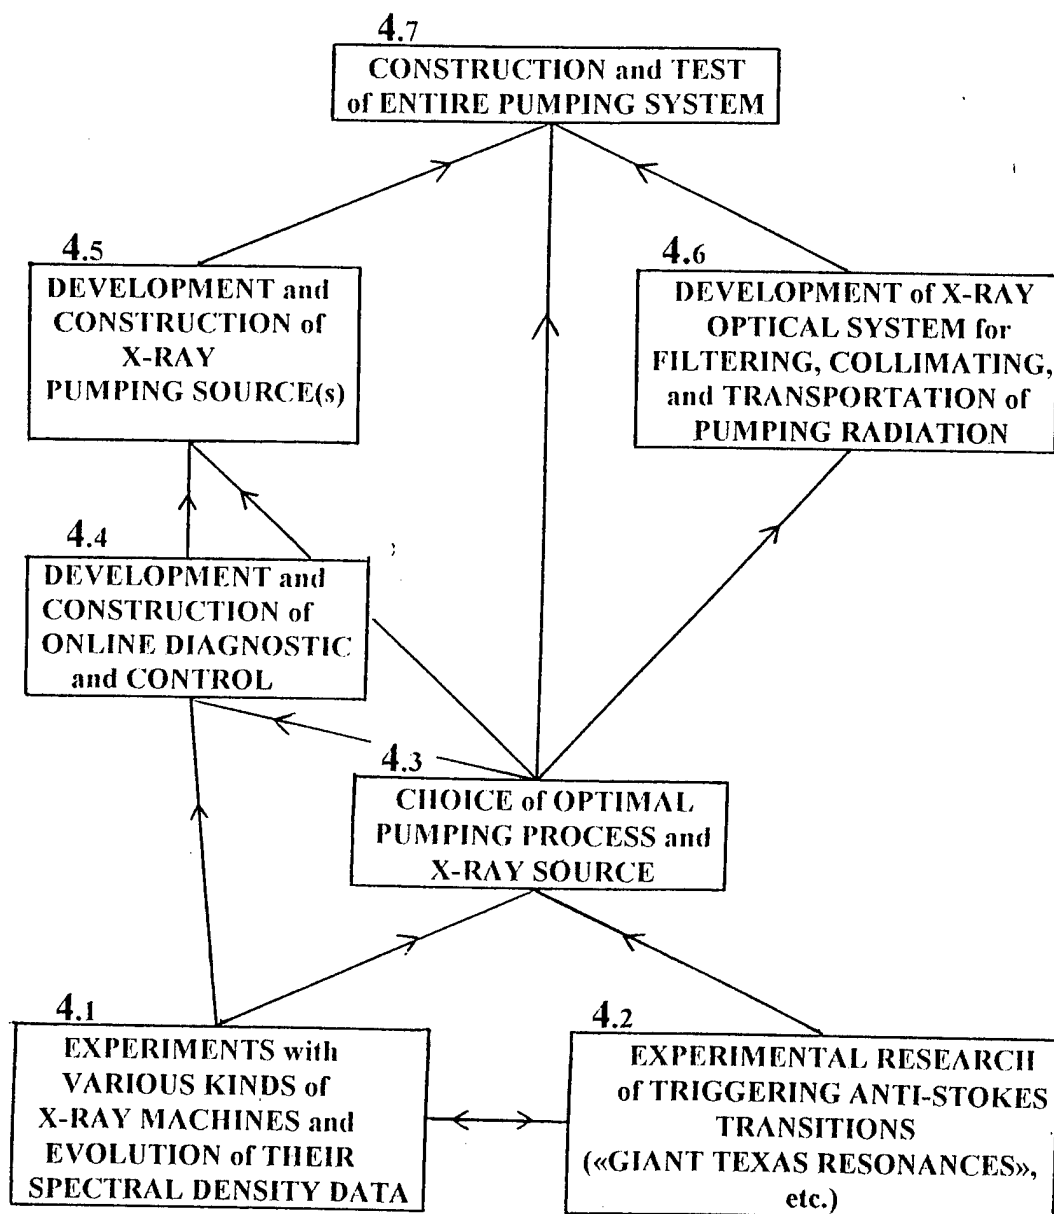 4.7
CONSTRUCTION and TEST
of ENTIRE PUMPING SYSTEM
4.5
DEVELOPMENT and
CONSTRUCTION of
X-RAY
PUMPING SOURCE(s)
4.6
DEVELOPMENT of X-RAY
OPTICAL SYSTEM for
FILTERING, COLLIMATING,
and TRANSPORTATION of
PUMPING RADIATION
4.4
DEVELOPMENT and
CONSTRUCTION of
ONLINE DIAGNOSTIC
and CONTROL
4.3
CHOICE of OPTIMAL
PUMPING PROCESS and
X-RAY SOURCE
4.1
EXPERIMENTS with
VARIOUS KINDS of
X-RAY MACHINES and
EVOLUTION of THEIR
SPECTRAL DENSITY DATA
4.2
EXPERIMENTAL RESEARCH
of TRIGGERING ANTI-STOKES
TRANSITIONS
(«GIANT TEXAS RESONANCES»,
etc.)